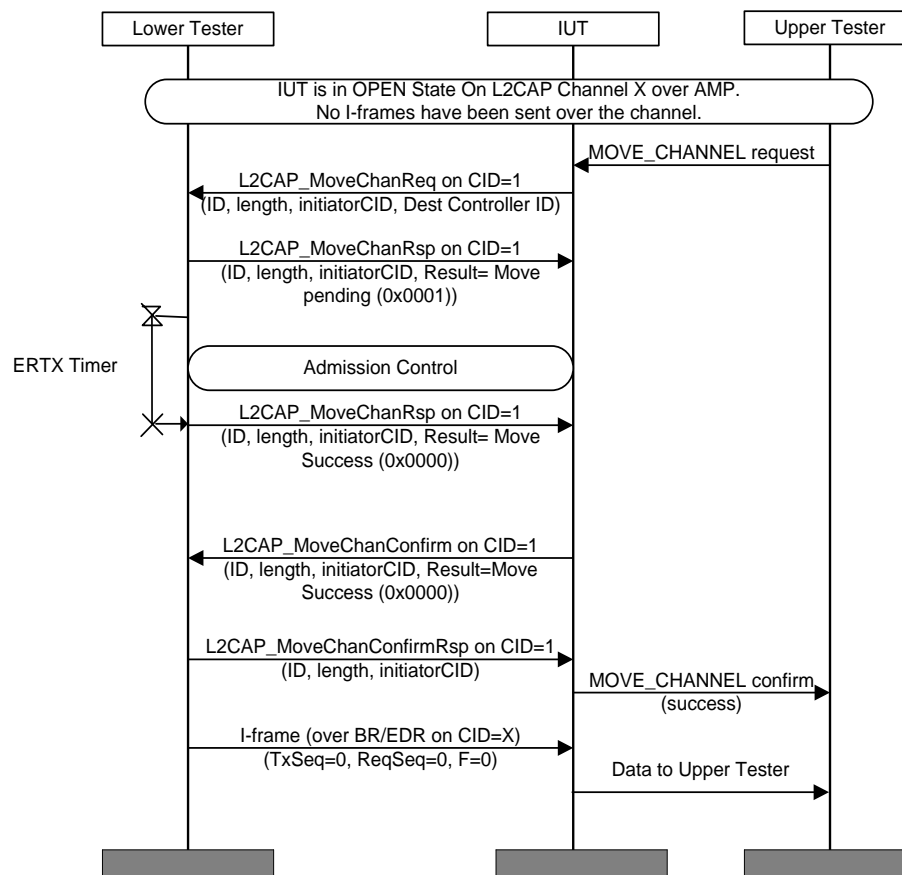 Lower Tester
IUT
Upper Tester
IUT is in OPEN State On L2CAP Channel X over AMP.
No I-frames have been sent over the channel.
MOVE_CHANNEL request
L2CAP_MoveChanReq on CID=1
(ID, length, initiatorCID, Dest Controller ID)
L2CAP_MoveChanRsp on CID=1
(ID, length, initiatorCID, Result= Move
pending (0x0001))
ERTX Timer
Admission Control
L2CAP_MoveChanRsp on CID=1
(ID, length, initiatorCID, Result= Move
Success (0x0000))
L2CAP_MoveChanConfirm on CID=1
(ID, length, initiatorCID, Result=Move
Success (0x0000))
L2CAP_MoveChanConfirmRsp on CID=1
(ID, length, initiatorCID)
MOVE_CHANNEL confirm
(success)
I-frame (over BR/EDR on CID=X)
(TxSeq=0, ReqSeq=0, F=0)
Data to Upper Tester